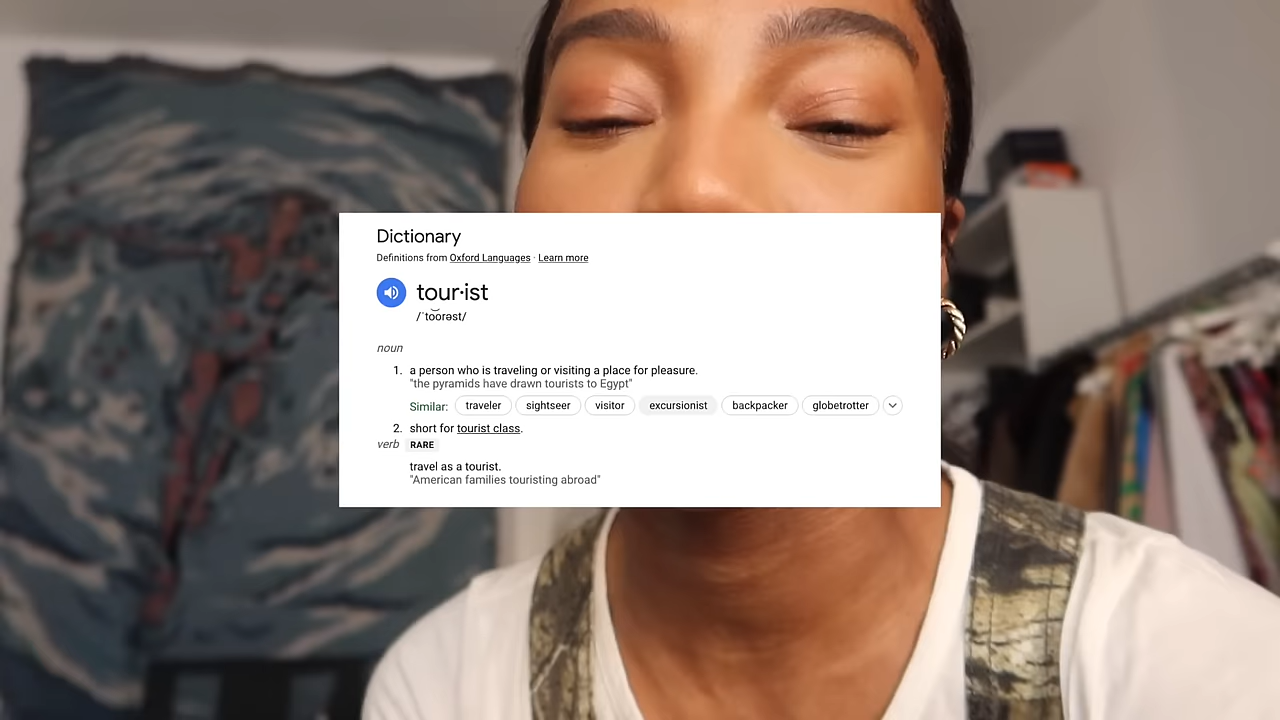 Dictionary
Definitions from Oxford Languages · Learn more
tour·ist
/ˈto͝orəst/
noun
1. a person who is traveling or visiting a place for pleasure.
"the pyramids have drawn tourists to Egypt"
Similar: traveler sightseer visitor excursionist backpacker globetrotter
2. short for tourist class.
verb RARE
travel as a tourist.
"American families touristing abroad"